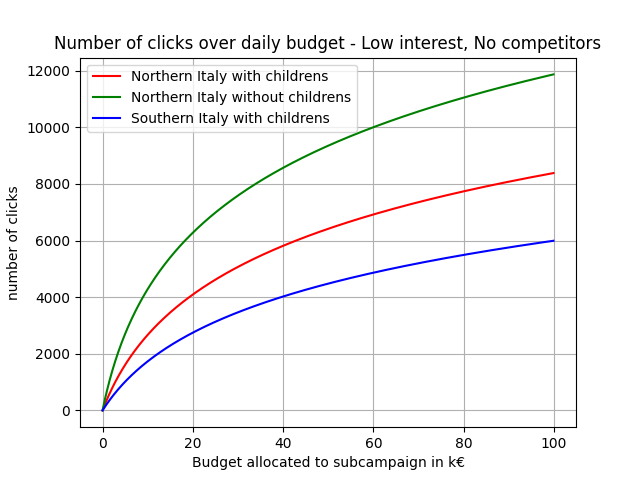 Number of clicks over daily budget - Low interest, No competitors
12000
10000
8000
6000
4000
2000
0
number of clicks
Northern Italy with childrens
Northern Italy without childrens
Southern Italy with childrens
0 20 40 60 80 100
Budget allocated to subcampaign in k€